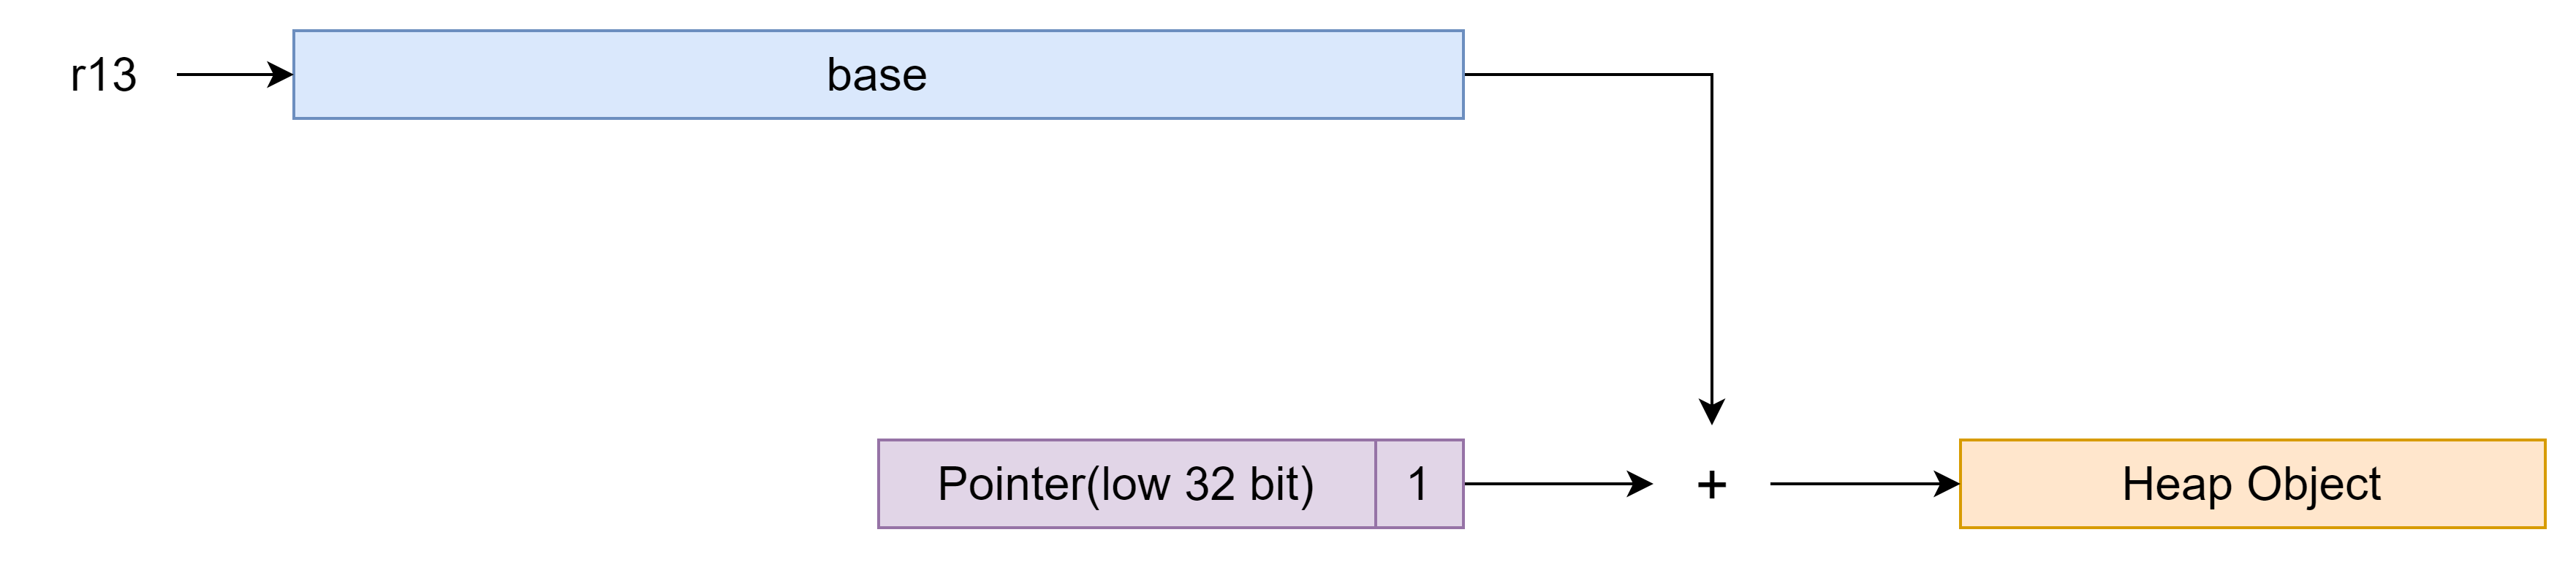 r13
base
Pointer(low 32 bit)
1
+
Heap Object